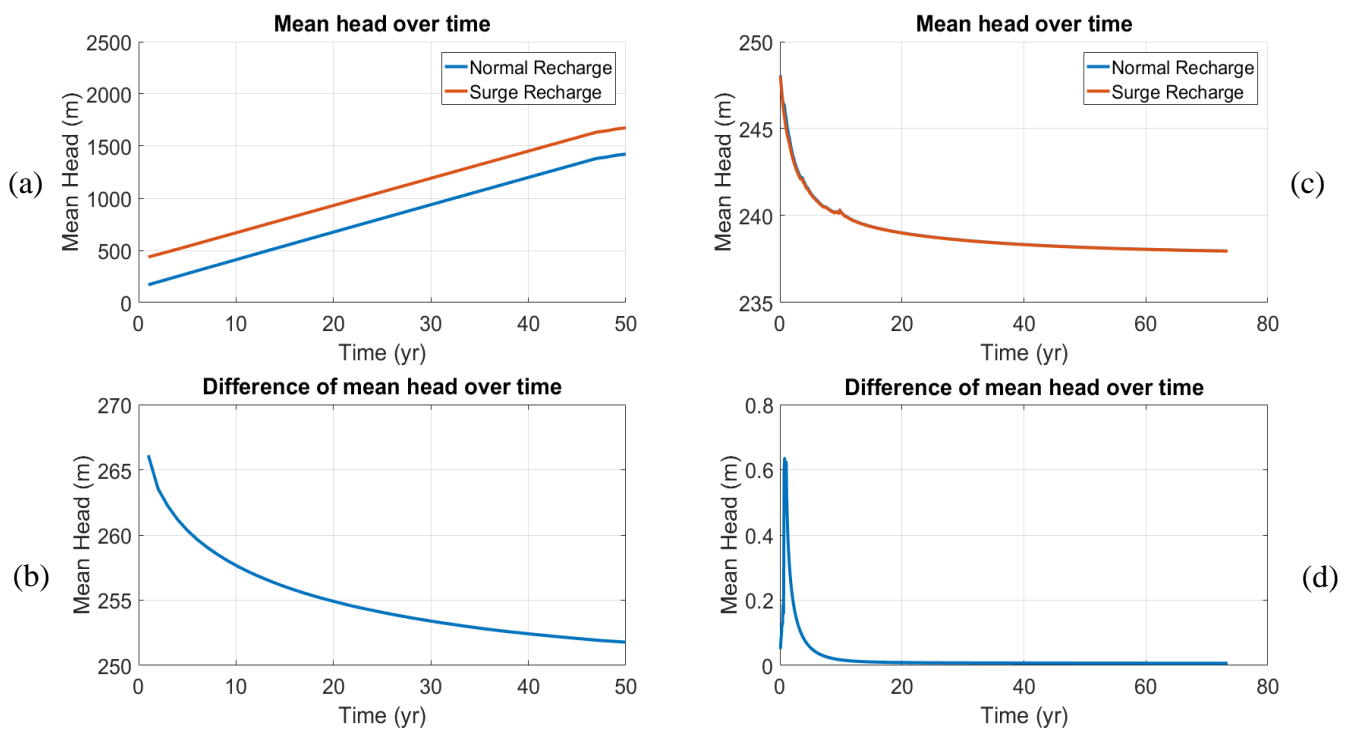 (a)
Mean head over time
Mean Head (m)
2500
2000
1500
1000
500
0
Normal Recharge
Surge Recharge
0 10 20 30 40 50
Time (yr)
Mean head over time
Mean Head (m)
250
245
240
235
Normal Recharge
Surge Recharge
0 20 40 60 80
Time (yr)
(c)
(b)
Difference of mean head over time
Mean Head (m)
270
265
260
255
250
0 10 20 30 40 50
Time (yr)
Difference of mean head over time
Mean Head (m)
0.8
0.6
0.4
0.2
0
0 20 40 60 80
Time (yr)
(d)